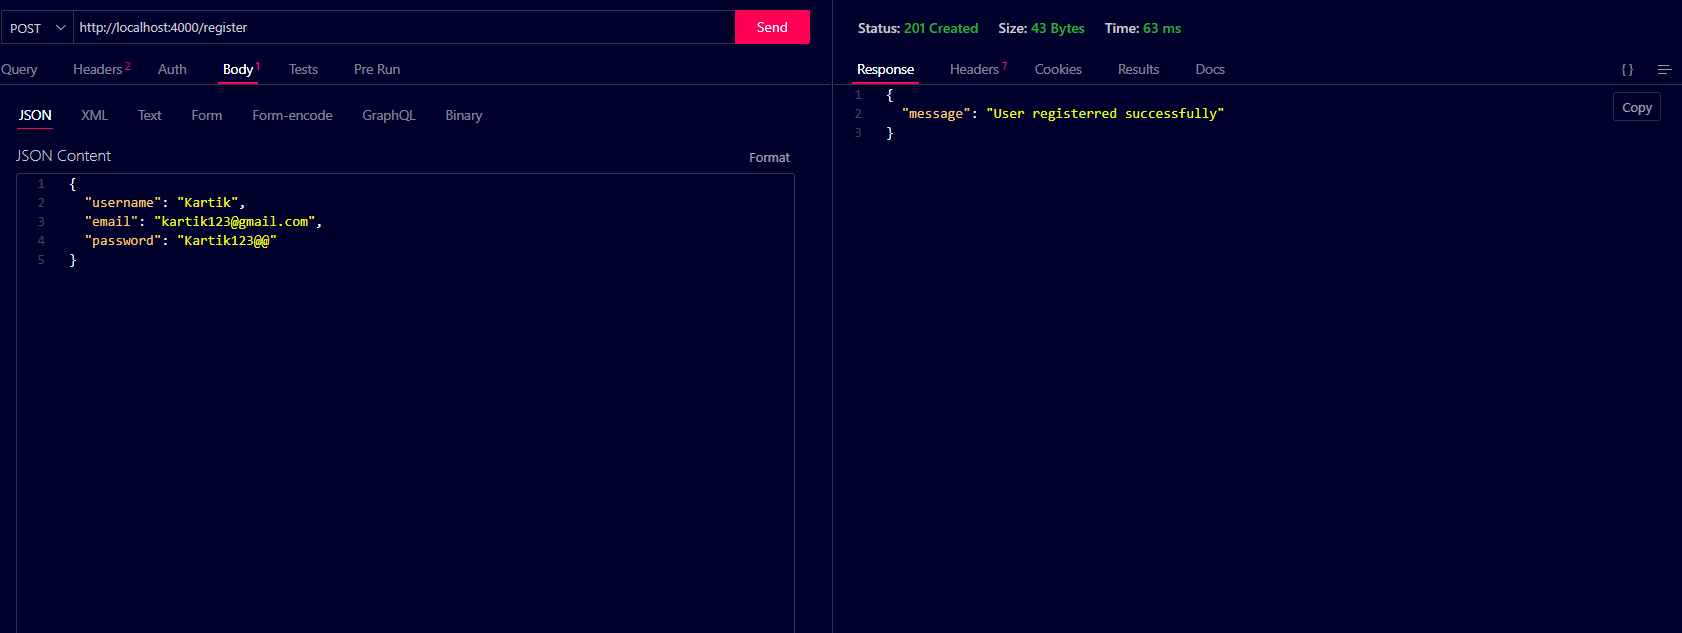 POST http://localhost:4000/register Send
Query Headers 2 Auth Body 1 Tests Pre Run
JSON XML Text Form Form-encode GraphQL Binary
JSON Content Format
1 {
2 "username": "Kartik",
3 "email": "kartik123@gmail.com",
4 "password": "Kartik123@@"
5 }
Status: 201 Created Size: 43 Bytes Time: 63 ms
Response Headers 7 Cookies Results Docs { }
1 {
2 "message": "User registerred successfully"
3 }
Copy